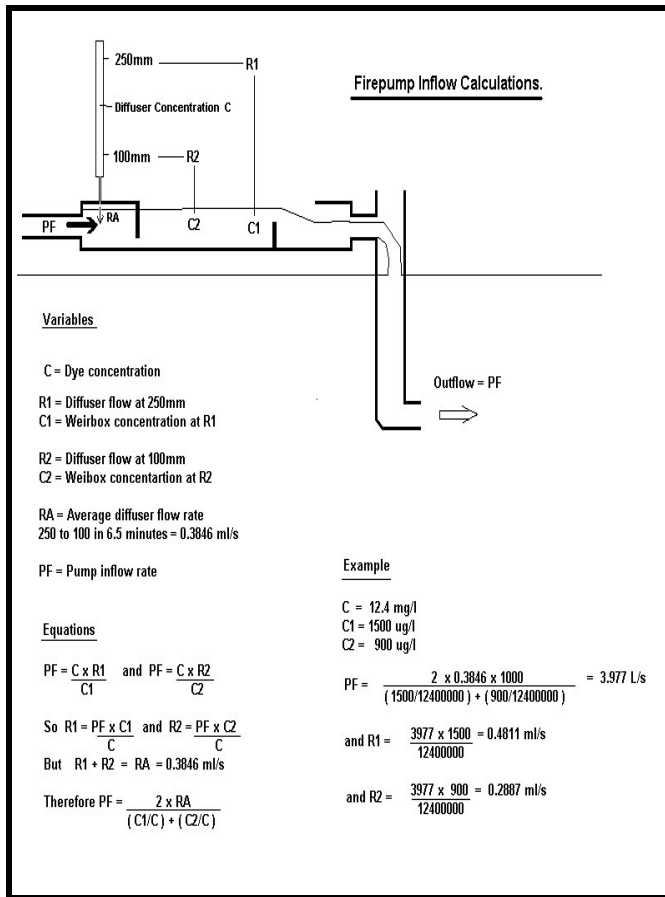 Firepump Inflow Calculations.
250mm
R1
Diffuser Concentration C
100mm
R2
PF
RA
C2
C1
Outflow = PF
Variables
C = Dye concentration
R1 = Diffuser flow at 250mm
C1 = Weirbox concentration at R1
R2 = Diffuser flow at 100mm
C2 = Weibox concentartion at R2
RA = Average diffuser flow rate
250 to 100 in 6.5 minutes = 0.3846 ml/s
PF = Pump inflow rate
Equations
PF = C x R1 and PF = C x R2
C1 C2
So R1 = PF x C1 and R2 = PF x C2
C C
But R1 + R2 = RA = 0.3846 ml/s
Therefore PF = 2 x RA
( C1/C ) + ( C2/C )
Example
C = 12.4 mg/l
C1 = 1500 ug/l
C2 = 900 ug/l
PF = 2 x 0.3846 x 1000 = 3.977 L/s
( 1500/12400000 ) + ( 900/12400000 )
and R1 = 3977 x 1500 = 0.4811 ml/s
12400000
and R2 = 3977 x 900 = 0.2887 ml/s
12400000